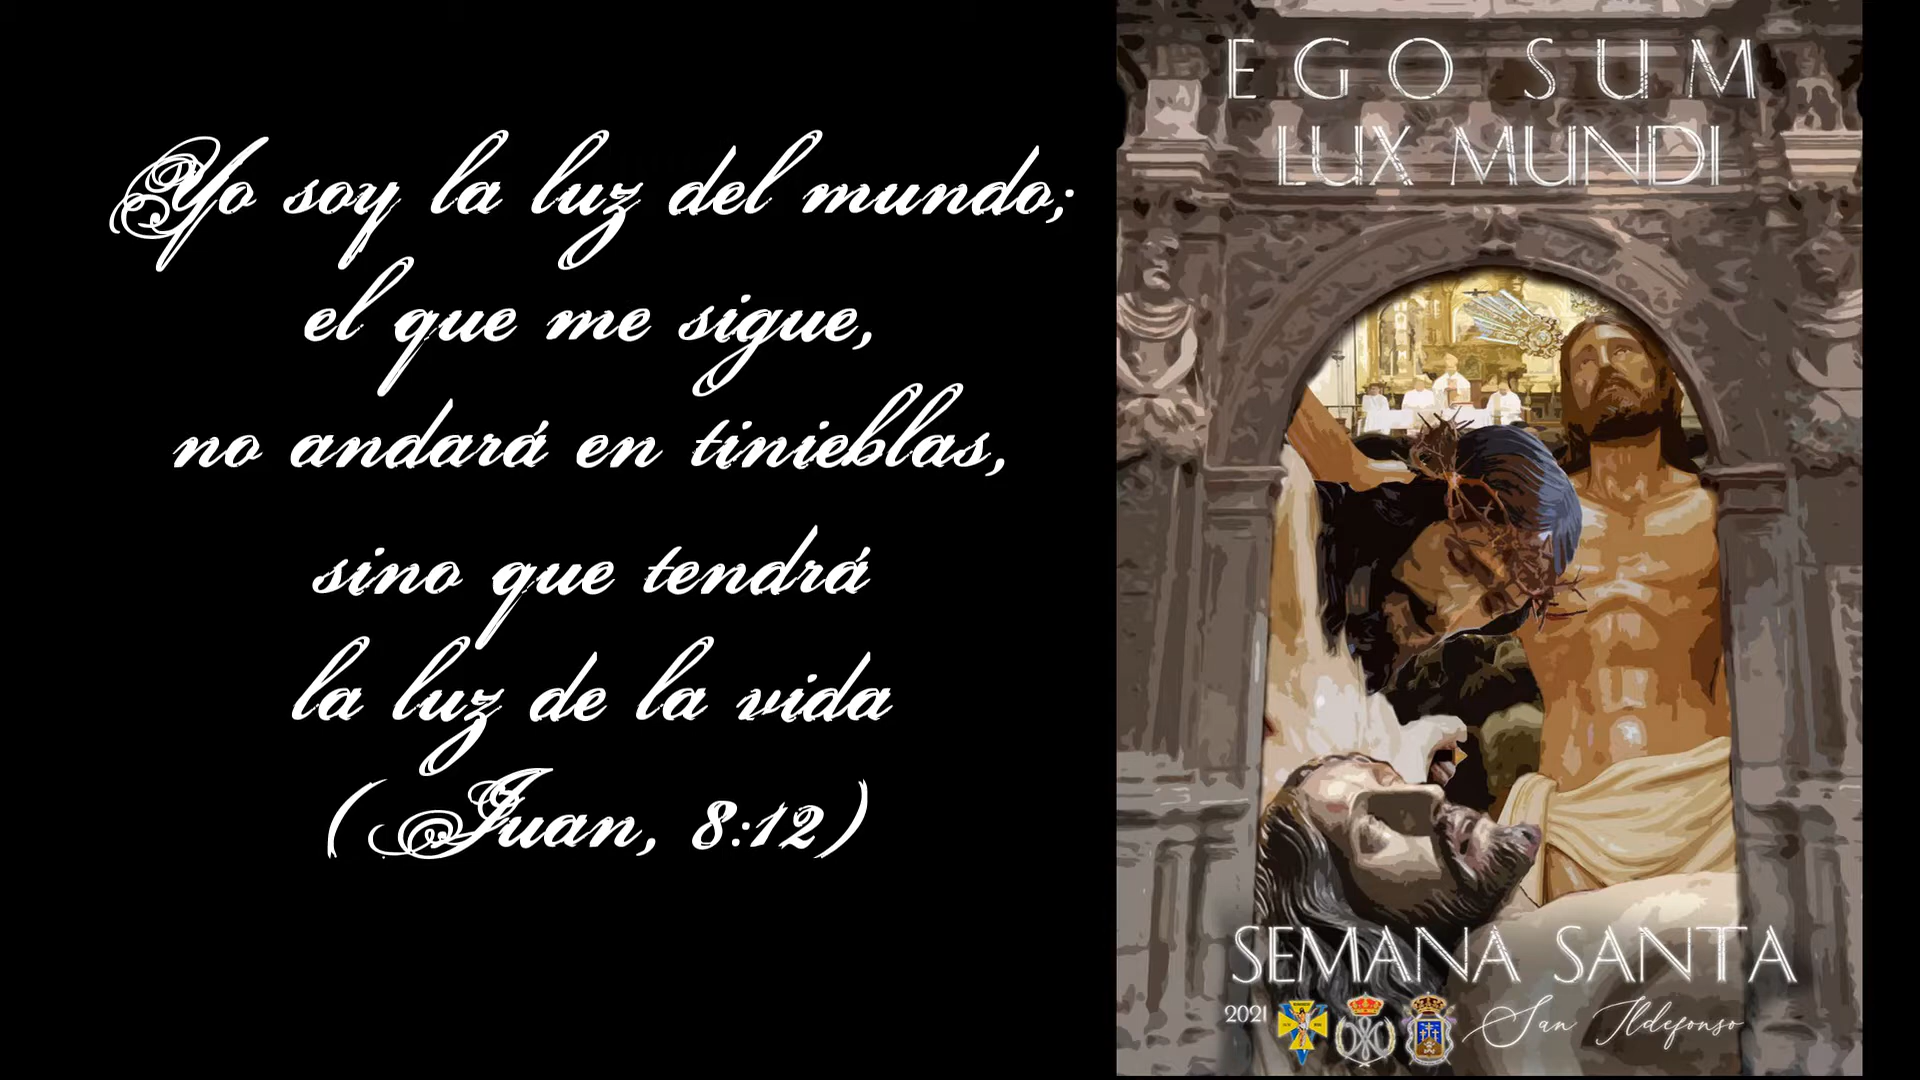 Yo soy la luz del mundo;
el que me sigue,
no andará en tinieblas,
sino que tendrá
la luz de la vida
(Juan, 8:12)
EGO SUM
LUX MUNDI
SEMANA SANTA
2021
San Ildefonso